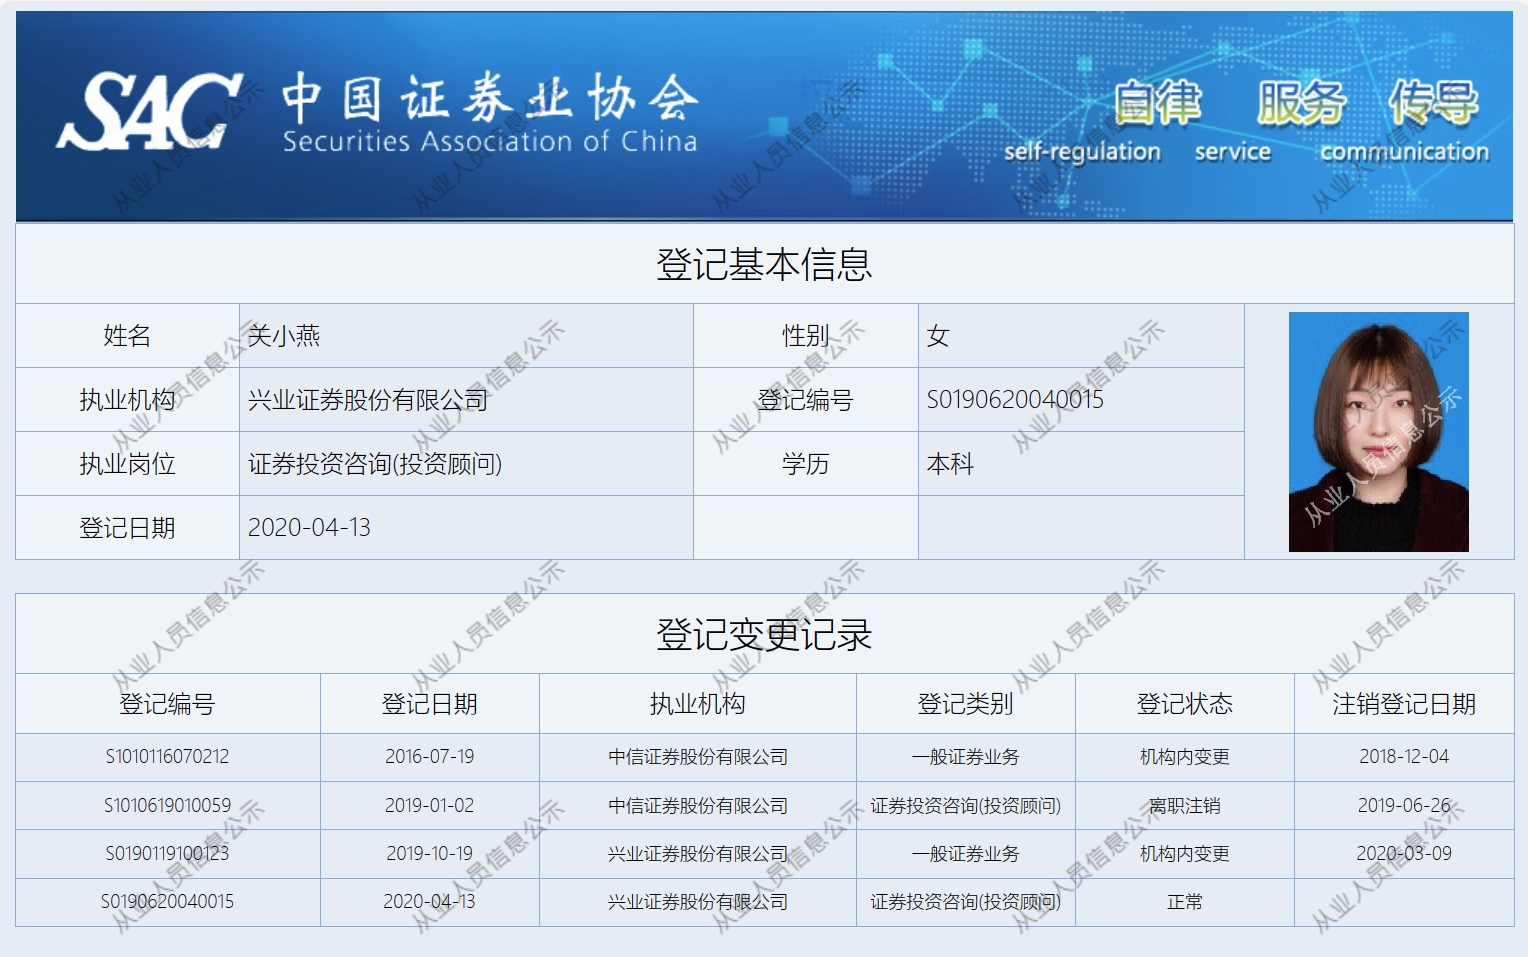 SAC 中国证券业协会
Securities Association of China
自律 服务 传导
self-regulation service communication
登记基本信息
姓名 关小燕 性别 女
执业机构 兴业证券股份有限公司 登记编号 S0190620040015
执业岗位 证券投资咨询(投资顾问) 学历 本科
登记日期 2020-04-13
登记变更记录
登记编号 登记日期 执业机构 登记类别 登记状态 注销登记日期
S1010116070212 2016-07-19 中信证券股份有限公司 一般证券业务 机构内变更 2018-12-04
S1010619010059 2019-01-02 中信证券股份有限公司 证券投资咨询(投资顾问) 离职注销 2019-06-26
S0190119100123 2019-10-19 兴业证券股份有限公司 一般证券业务 机构内变更 2020-03-09
S0190620040015 2020-04-13 兴业证券股份有限公司 证券投资咨询(投资顾问) 正常
从业人员信息公示